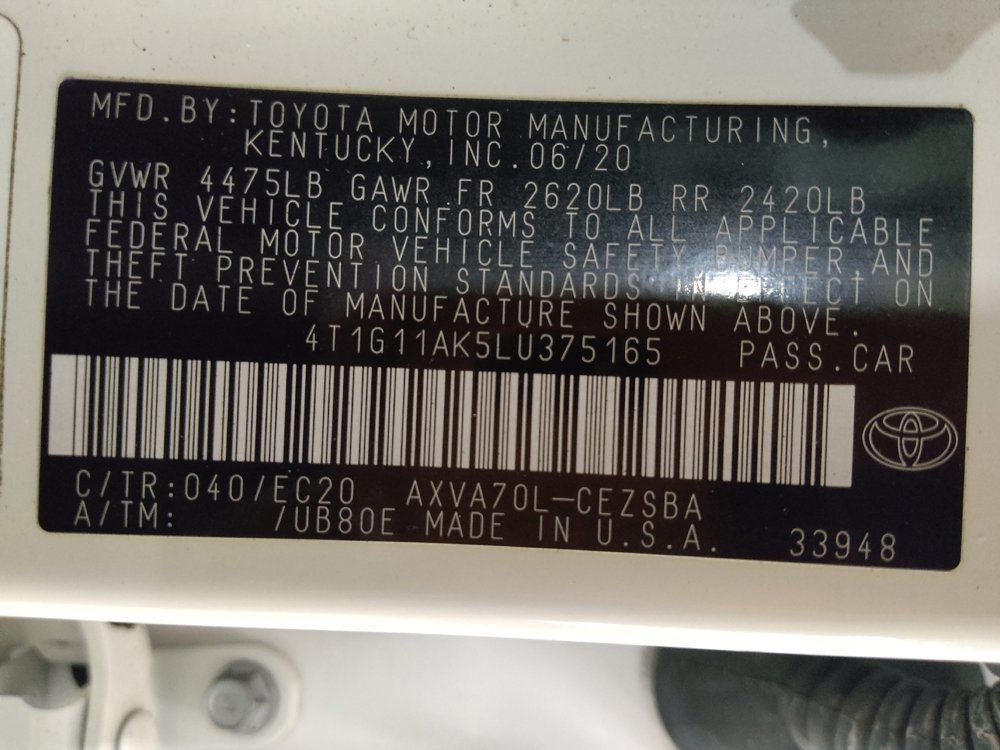 MFD.BY:TOYOTA MOTOR MANUFACTURING,
KENTUCKY,INC.06/20
GVWR 4475LB GAWR FR 2620LB RR 2420LB
THIS VEHICLE CONFORMS TO ALL APPLICABLE
FEDERAL MOTOR VEHICLE SAFETY,BUMPER,AND
THEFT PREVENTION STANDARDS IN EFFECT ON
THE DATE OF MANUFACTURE SHOWN ABOVE.
4T1G11AK5LU375165 PASS.CAR
C/TR:040/EC20 AXVA70L-CEZSBA
A/TM: /UB80E MADE IN U.S.A. 33948